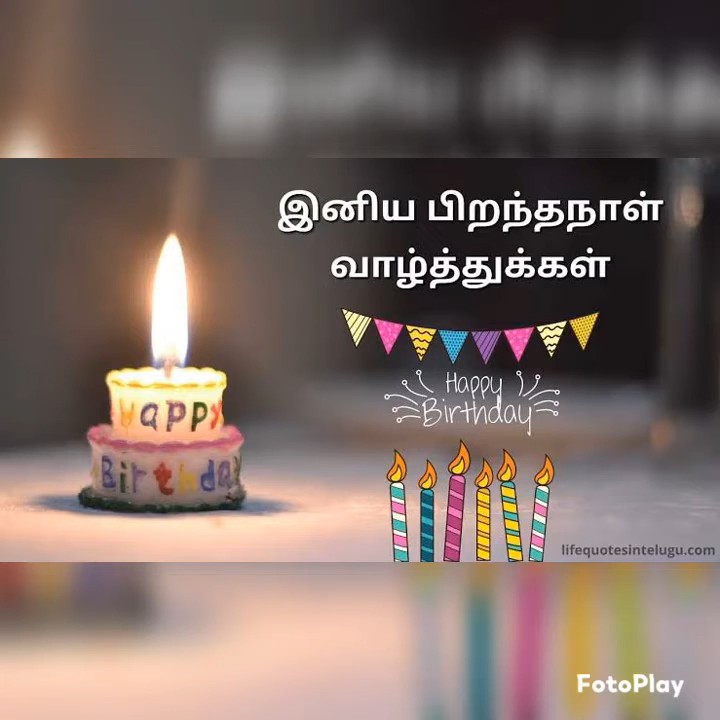 இனிய பிறந்தநாள்
வாழ்த்துக்கள்
Happy
Birthday
Happy
Birthday
lifequotesintelugu.com
FotoPlay